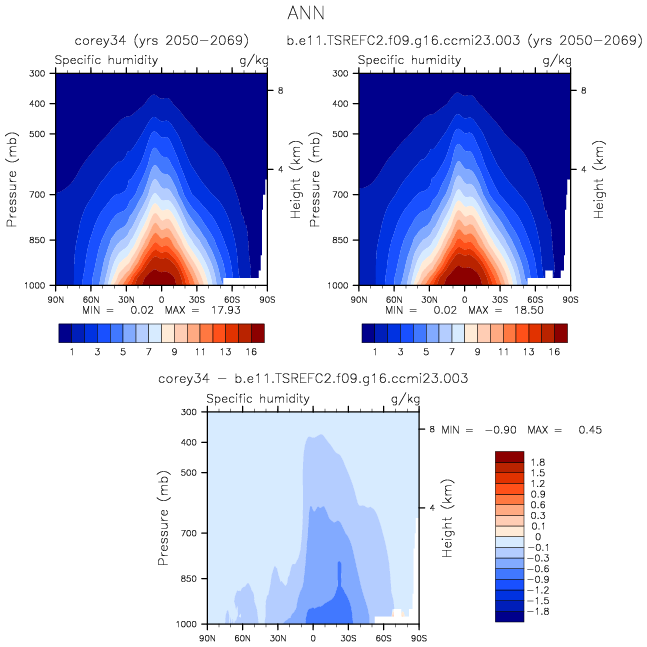 ANN
corey34 (yrs 2050-2069)
Specific humidity g/kg
Pressure (mb)
300
400
500
700
850
1000
8
4
Height (km)
90N 60N 30N 0 30S 60S 90S
MIN = 0.02 MAX = 17.93
1 3 5 7 9 11 13 16
b.e11.TSREFC2.f09.g16.ccmi23.003 (yrs 2050-2069)
Specific humidity g/kg
Pressure (mb)
300
400
500
700
850
1000
8
4
Height (km)
90N 60N 30N 0 30S 60S 90S
MIN = 0.02 MAX = 18.50
1 3 5 7 9 11 13 16
corey34 - b.e11.TSREFC2.f09.g16.ccmi23.003
Specific humidity g/kg
Pressure (mb)
300
400
500
700
850
1000
8
4
Height (km)
90N 60N 30N 0 30S 60S 90S
MIN = -0.90 MAX = 0.45
1.8
1.5
1.2
0.9
0.6
0.3
0.1
0
-0.1
-0.3
-0.6
-0.9
-1.2
-1.5
-1.8